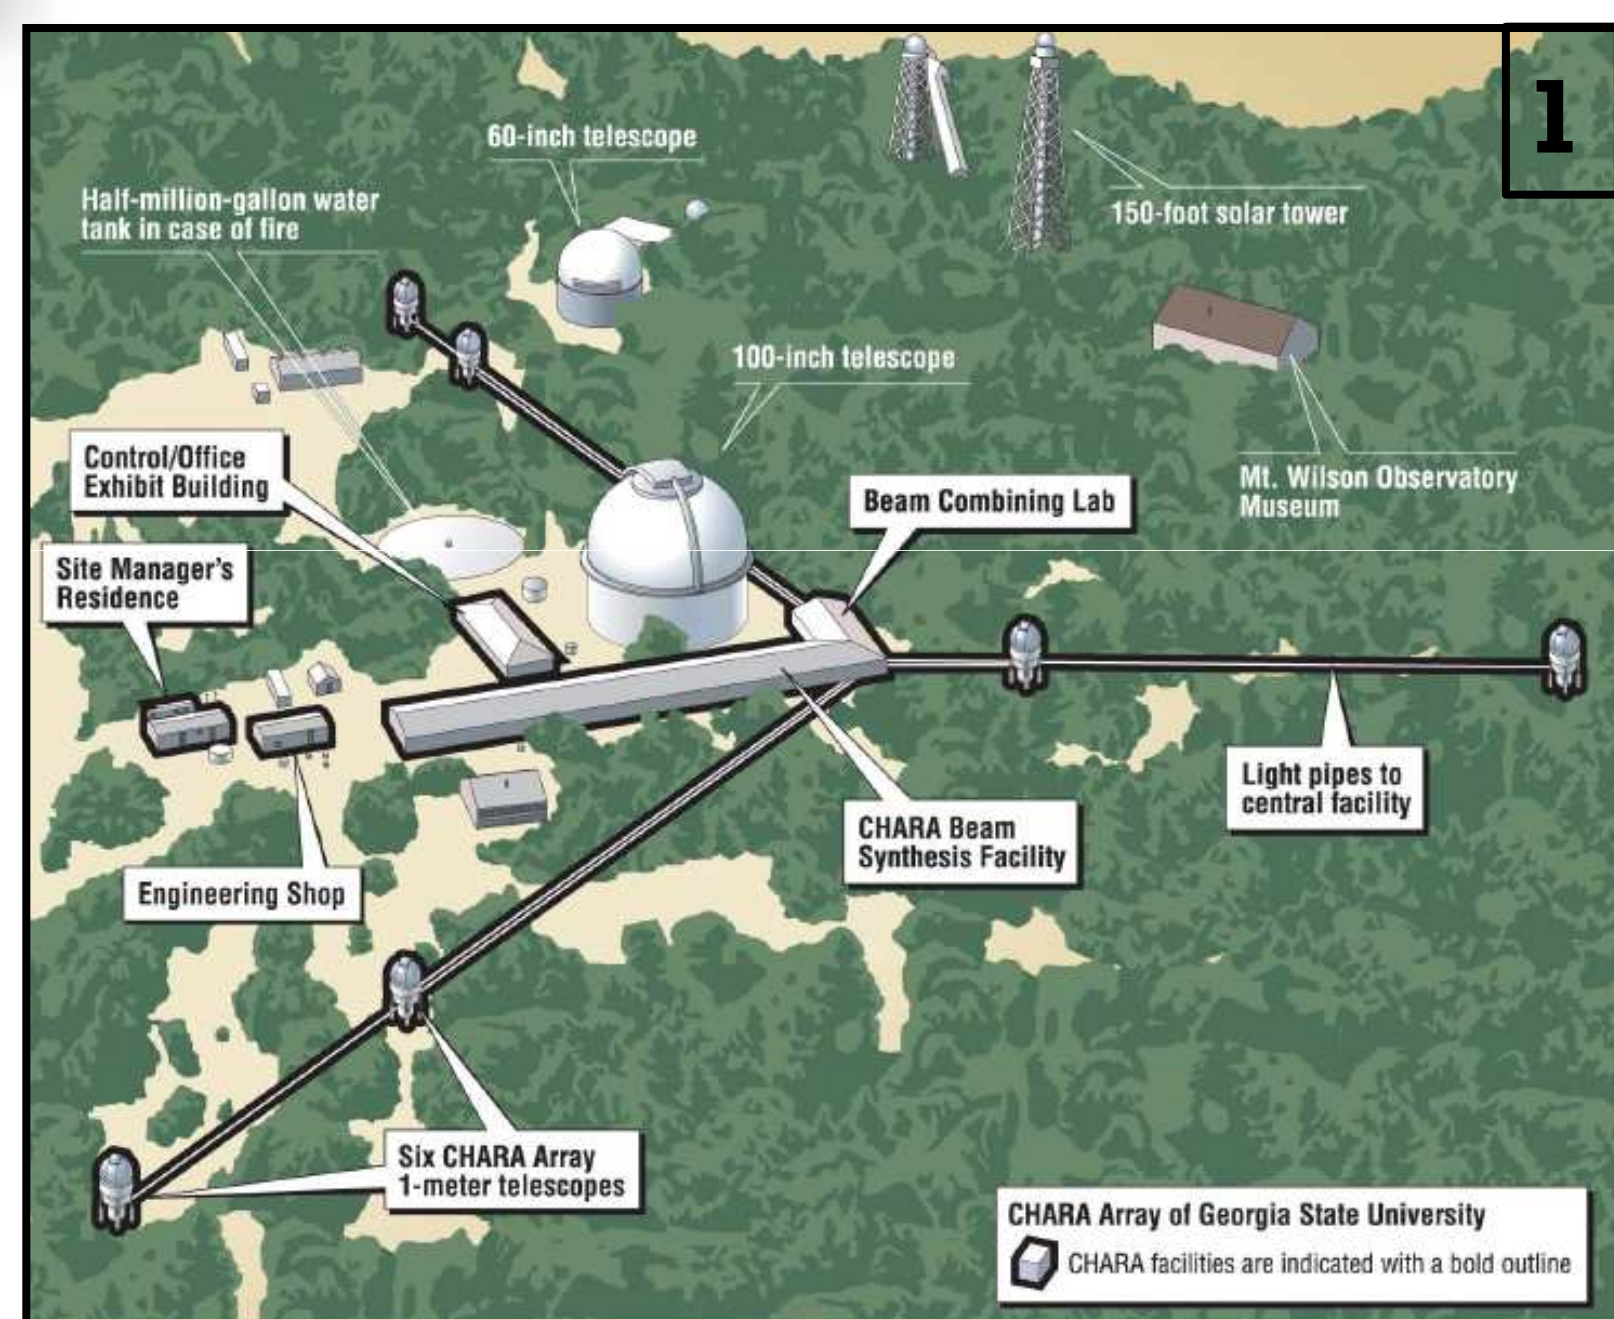 1
60-inch telescope
Half-million-gallon water
tank in case of fire
150-foot solar tower
100-inch telescope
Control/Office
Exhibit Building
Beam Combining Lab
Mt. Wilson Observatory
Museum
Site Manager's
Residence
Light pipes to
central facility
CHARA Beam
Synthesis Facility
Engineering Shop
Six CHARA Array
1-meter telescopes
CHARA Array of Georgia State University
CHARA facilities are indicated with a bold outline